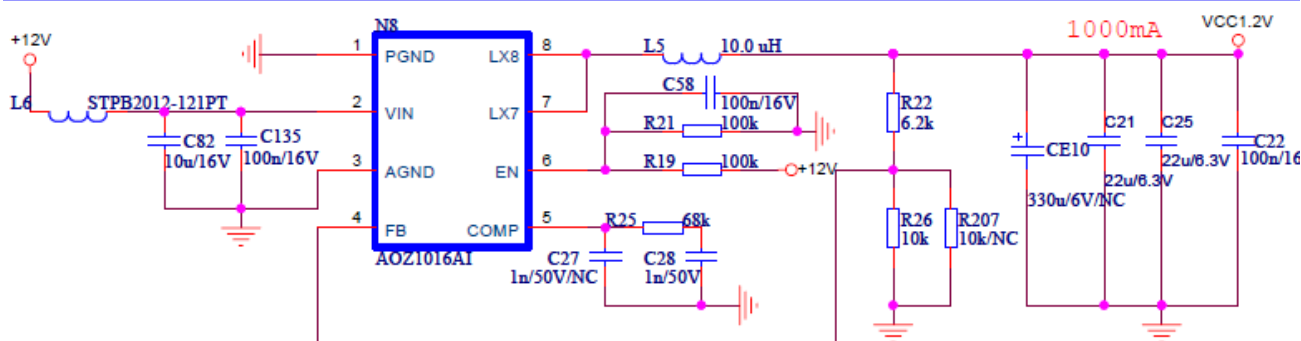 1000mA
VCC1.2V
+12V
N8
1 PGND LX8 8 L5 10.0 uH
L6 STPB2012-121PT
C58
100n/16V
2 VIN LX7 7
R22
6.2k
R21 100k
C82
10u/16V
C135
100n/16V
C21
C25
C22
100n/16
3 AGND EN 6 R19 100k +12V
CE10
330u/6V/NC
22u/6.3V
22u/6.3V
4 FB COMP 5 R25 68k
R26
10k
R207
10k/NC
AOZ1016AI
C27
1n/50V/NC
C28
1n/50V